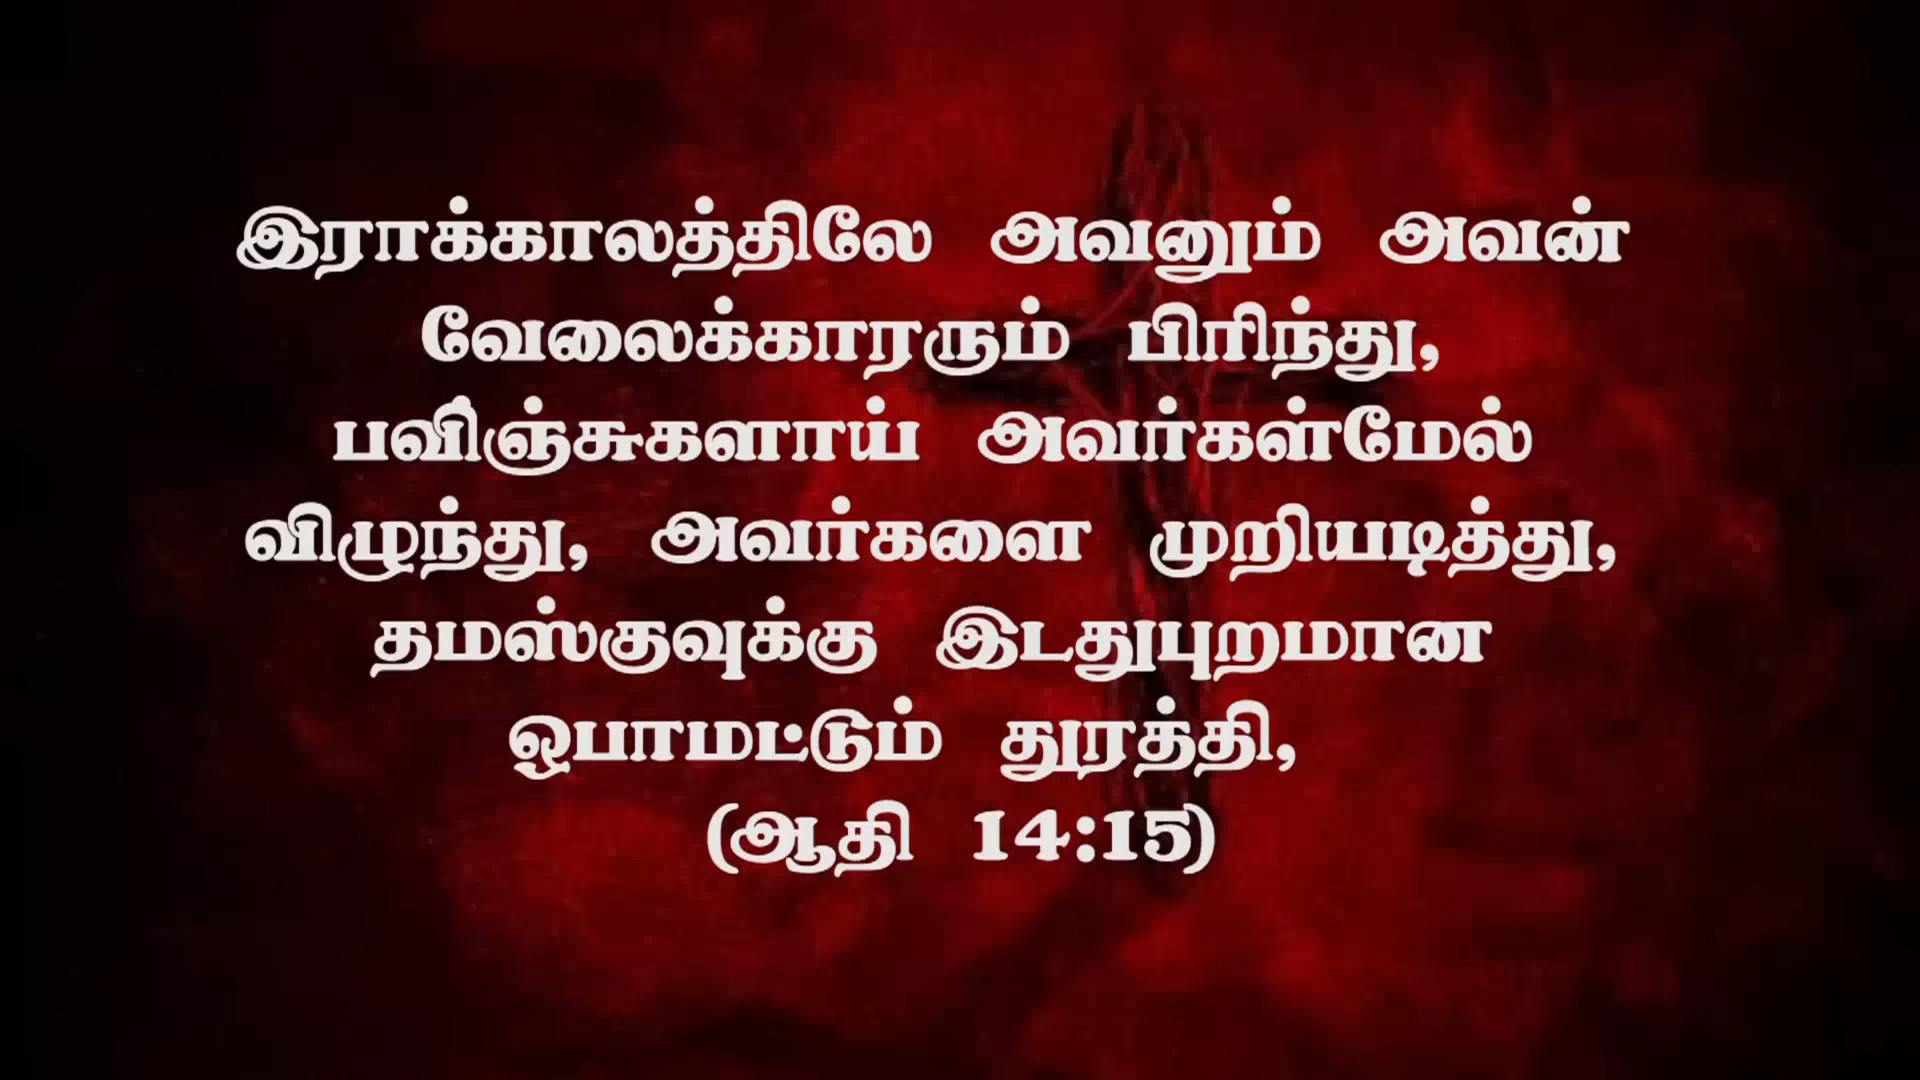 இராக்காலத்திலே அவனும் அவன்
வேலைக்காரரும் பிரிந்து,
பவிஞ்சுகளாய் அவர்கள்மேல்
விழுந்து, அவர்களை முறியடித்து,
தமஸ்குவுக்கு இடதுபுறமான
ஓபாமட்டும் துரத்தி,
(ஆதி 14:15)